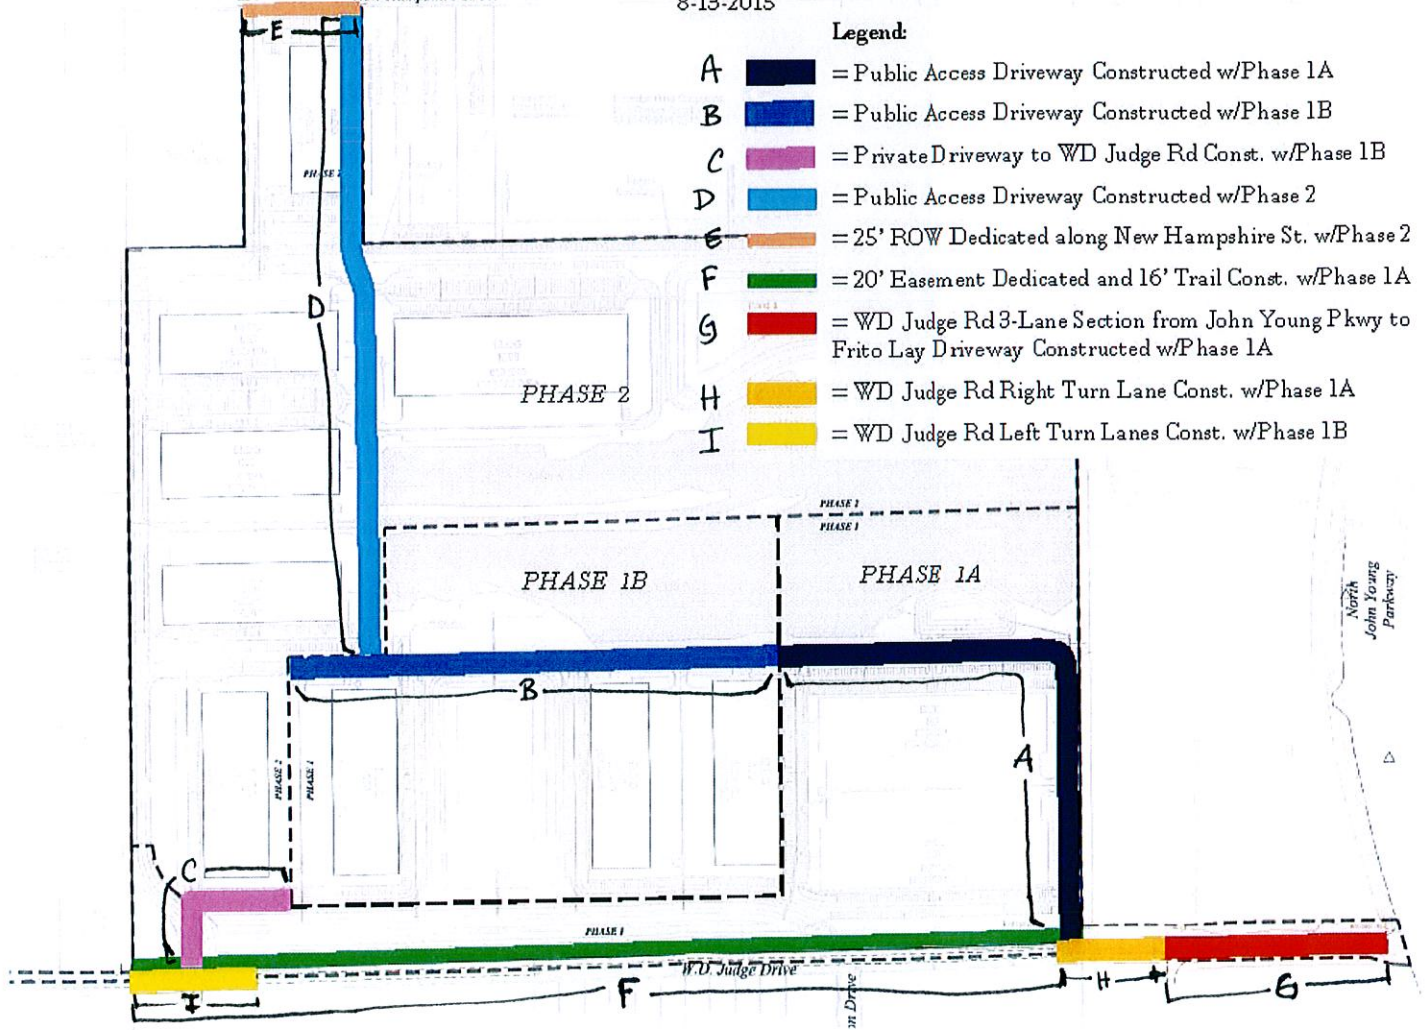 8-13-2015
Legend:
A = Public Access Driveway Constructed w/Phase 1A
B = Public Access Driveway Constructed w/Phase 1B
C = Private Driveway to WD Judge Rd Const. w/Phase 1B
D = Public Access Driveway Constructed w/Phase 2
E = 25' ROW Dedicated along New Hampshire St. w/Phase 2
F = 20' Easement Dedicated and 16' Trail Const. w/Phase 1A
G = WD Judge Rd 3-Lane Section from John Young Pkwy to
Frito Lay Driveway Constructed w/Phase 1A
H = WD Judge Rd Right Turn Lane Const. w/Phase 1A
I = WD Judge Rd Left Turn Lanes Const. w/Phase 1B
E
PHASE 2
D
PHASE 2
PHASE 2
PHASE 1
PHASE 1B
PHASE 1A
North
John Young
Parkway
B
A
PHASE 2
PHASE 1
C
PHASE 1
W.D. Judge Drive
I
F
H
G
Drive